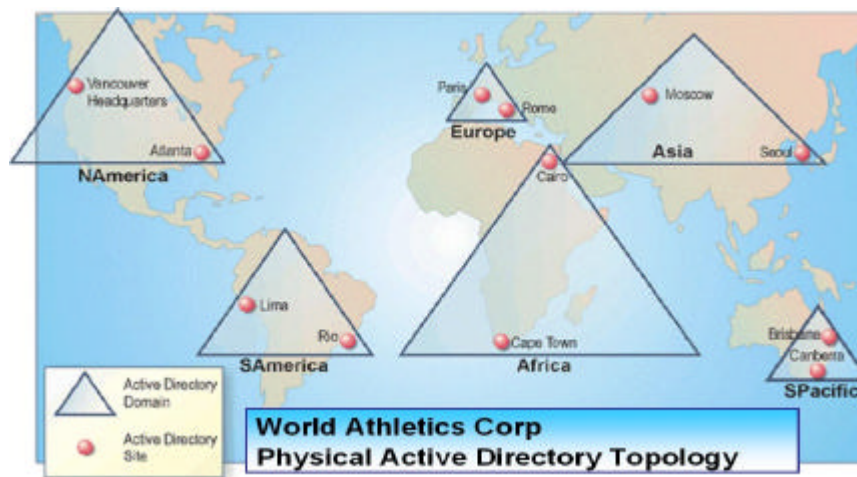 Vancouver
Headquarters
Atlanta
NAmerica
Paris
Rome
Europe
Moscow
Asia
Seoul
Cairo
Lima
Rio
SAmerica
Cape Town
Africa
Brisbane
Canberra
SPacific
Active Directory
Domain
Active Directory
Site
World Athletics Corp
Physical Active Directory Topology